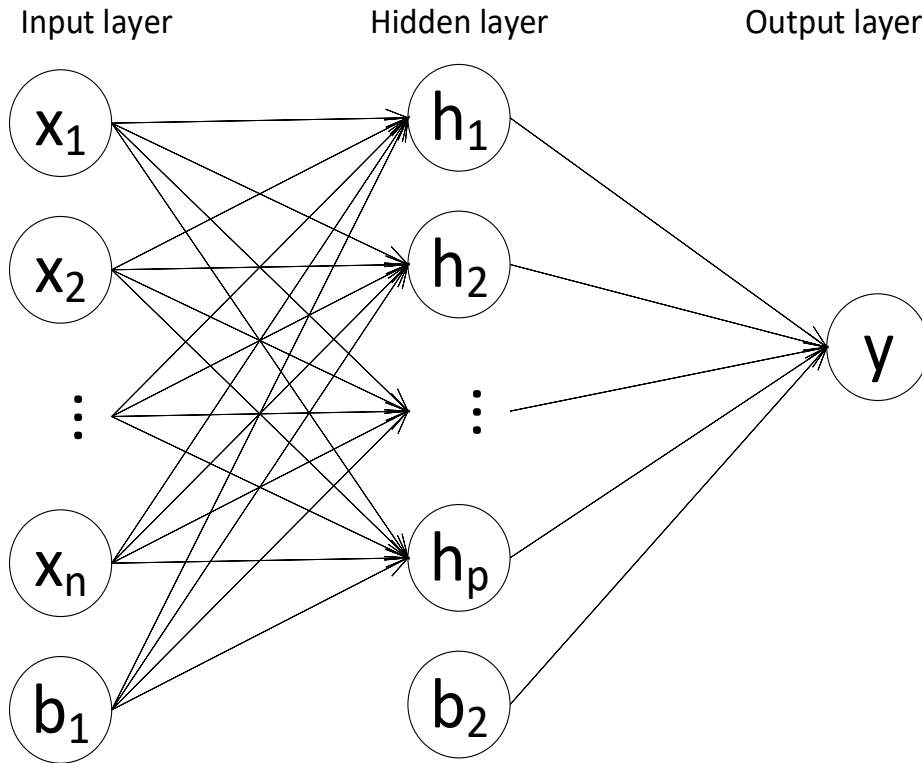 Input layer Hidden layer Output layer
x₁ h₁
x₂ h₂
y
⋮ ⋮
xₙ hₚ
b₁ b₂